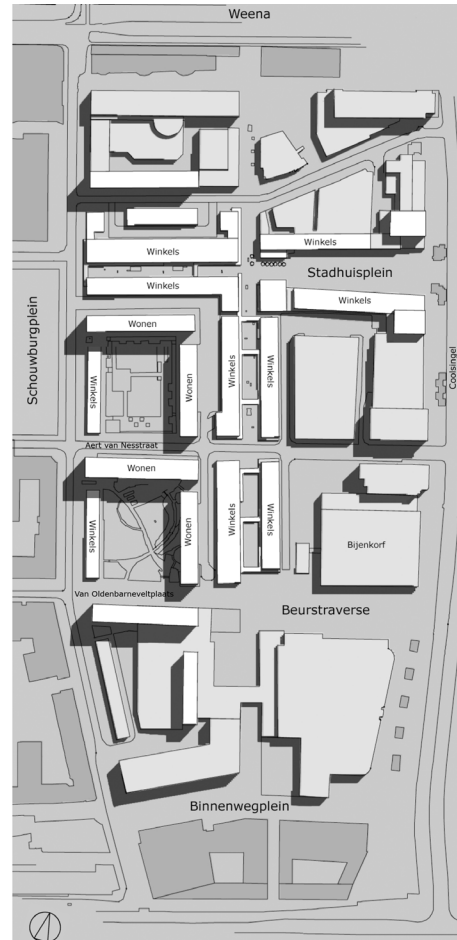 Weena
Winkels
Winkels
Stadhuisplein
Winkels
Winkels
Schouwburgplein
Wonen
Winkels
Wonen
Winkels
Winkels
Coolsingel
Aert van Nesstraat
Wonen
Winkels
Wonen
Winkels
Winkels
Bijenkorf
Van Oldenbarneveltplaats
Beurstraverse
Binnenwegplein